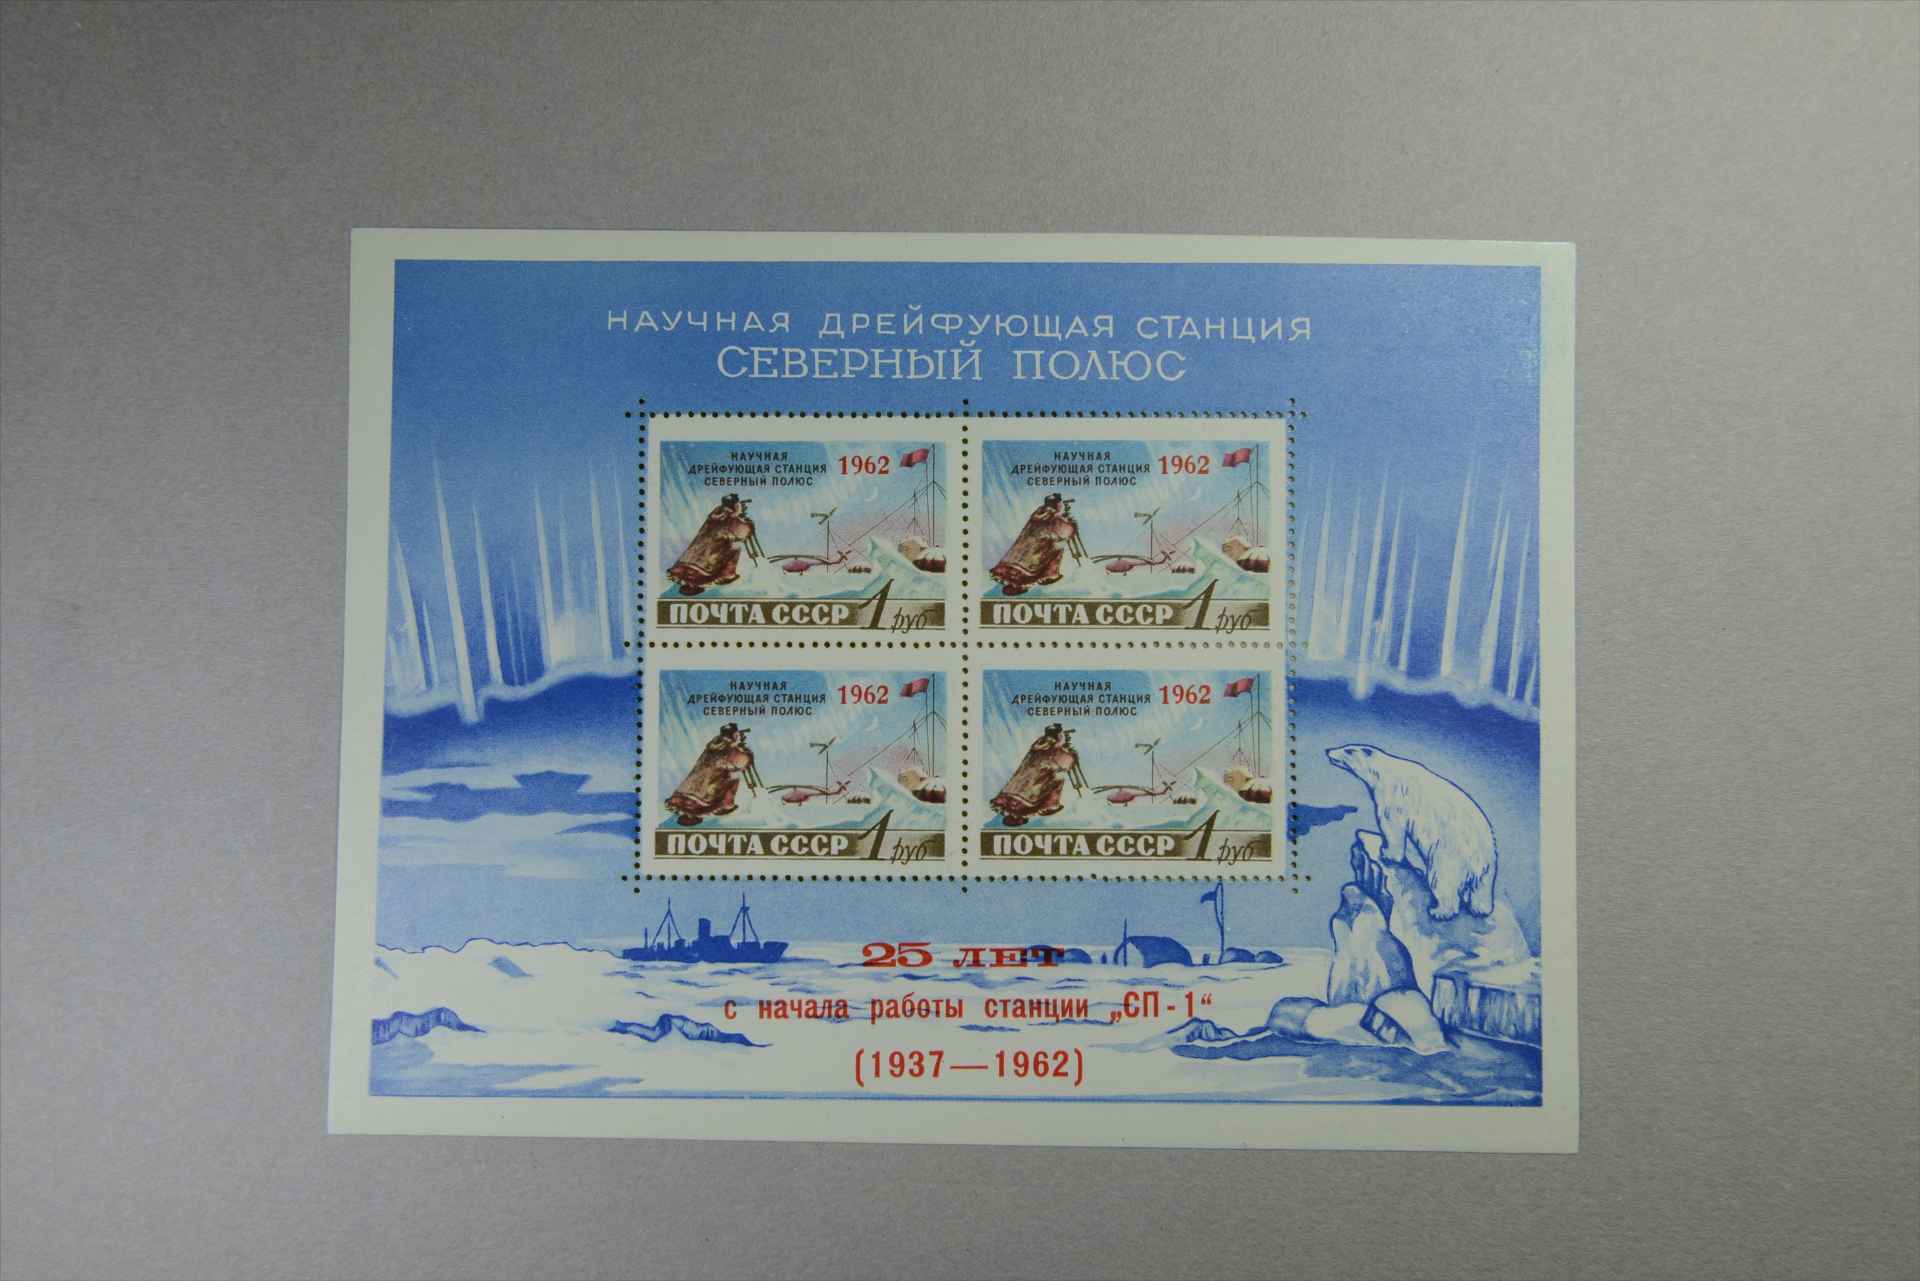 НАУЧНАЯ ДРЕЙФУЮЩАЯ СТАНЦИЯ
СЕВЕРНЫЙ ПОЛЮС
НАУЧНАЯ
ДРЕЙФУЮЩАЯ СТАНЦИЯ 1962
СЕВЕРНЫЙ ПОЛЮС
ПОЧТА СССР 1 руб
НАУЧНАЯ
ДРЕЙФУЮЩАЯ СТАНЦИЯ 1962
СЕВЕРНЫЙ ПОЛЮС
ПОЧТА СССР 1 руб
НАУЧНАЯ
ДРЕЙФУЮЩАЯ СТАНЦИЯ 1962
СЕВЕРНЫЙ ПОЛЮС
ПОЧТА СССР 1 руб
НАУЧНАЯ
ДРЕЙФУЮЩАЯ СТАНЦИЯ 1962
СЕВЕРНЫЙ ПОЛЮС
ПОЧТА СССР 1 руб
25 ЛЕТ
с начала работы станции „СП-1“
(1937—1962)